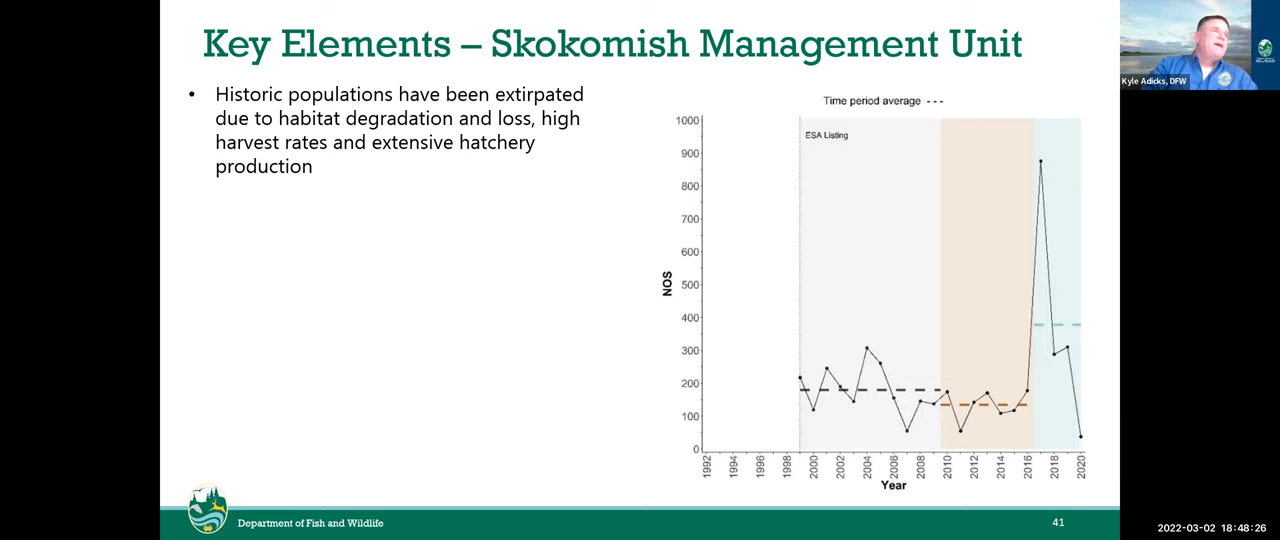 Key Elements – Skokomish Management Unit
Kyle Adicks, DFW
• Historic populations have been extirpated
due to habitat degradation and loss, high
harvest rates and extensive hatchery
production
Time period average ---
ESA Listing
1000
900
800
700
600
500
400
300
200
100
0
NOS
1992
1994
1996
1998
2000
2002
2004
2006
2008
2010
2012
2014
2016
2018
2020
Year
Department of Fish and Wildlife
41
2022-03-02 18:48:26